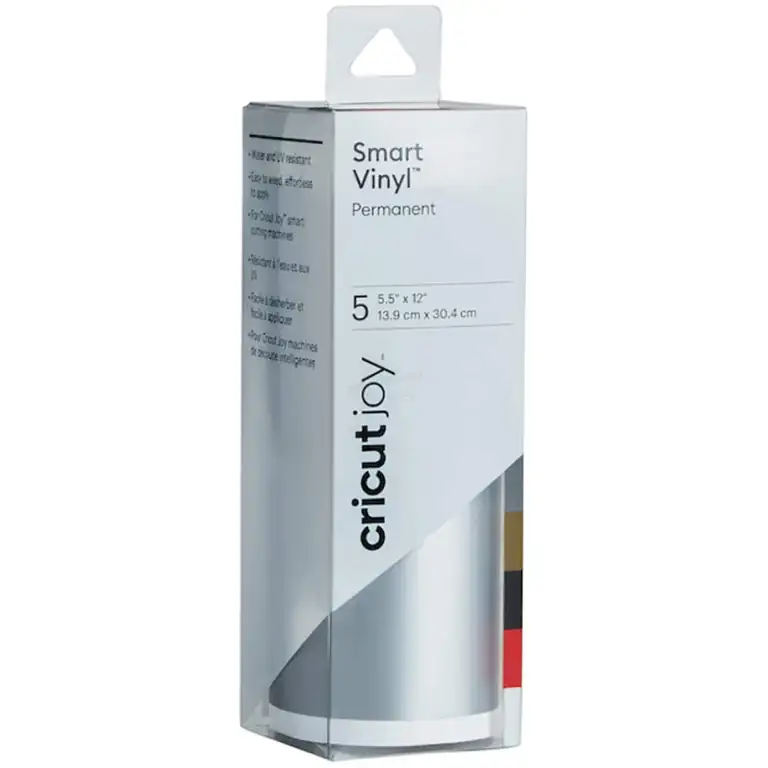 Smart
Vinyl™
Permanent
5 5.5" x 12"
13.9 cm x 30.4 cm
cricut joy™
• Water and UV resistant
• Easy to weed, effortless
to apply
• For Cricut Joy™ smart
cutting machines
• Résistant à l'eau et aux
UV
• Facile à désherber et
facile à appliquer
• Pour Cricut Joy machines
de découpe intelligentes